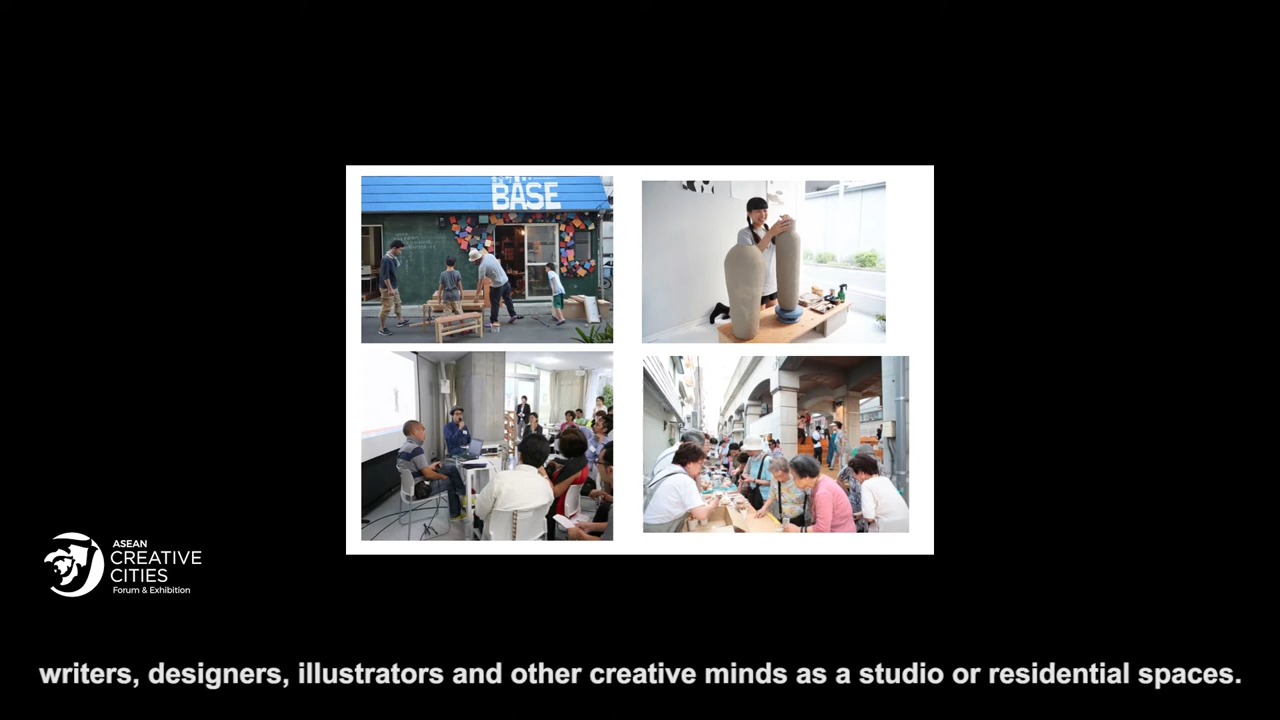 BASE
ASEAN
CREATIVE
CITIES
Forum & Exhibition
writers, designers, illustrators and other creative minds as a studio or residential spaces.